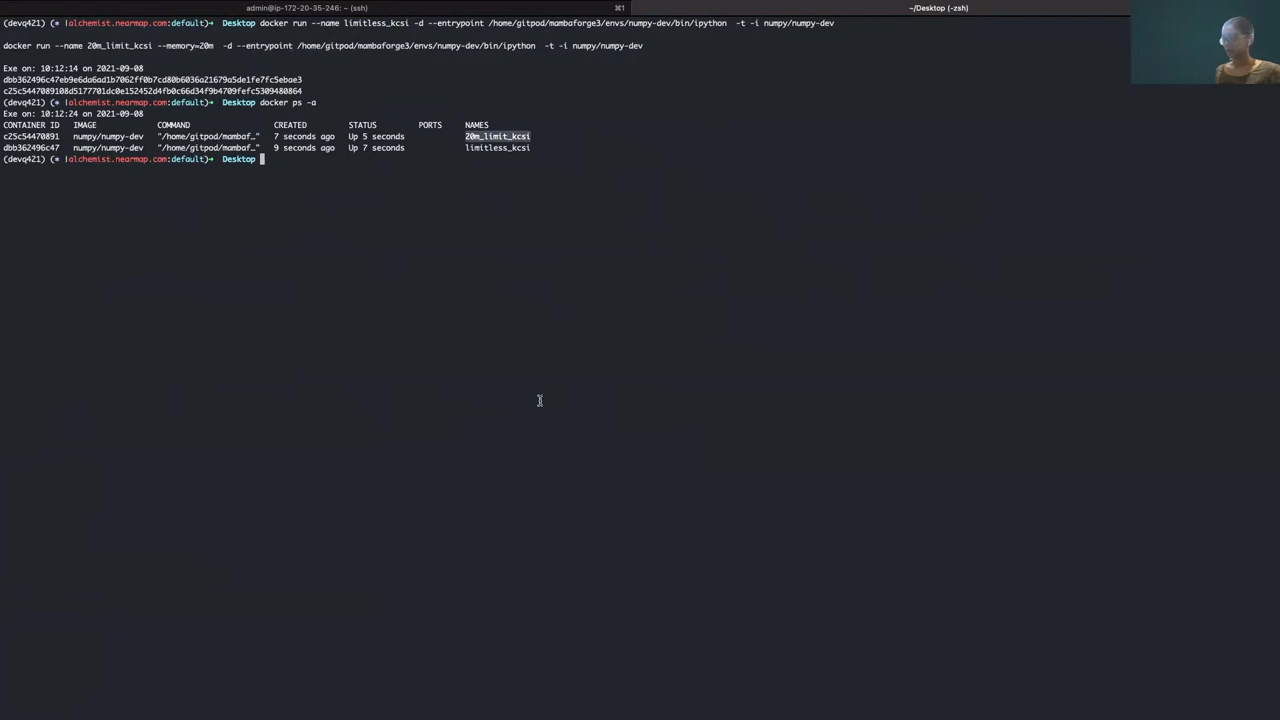 admin@ip-172-20-35-246: ~ (ssh) ⌘1 ~/Desktop (-zsh)
(devq421) (* |alchemist.nearmap.com:default)→ Desktop docker run --name limitless_kcsi -d --entrypoint /home/gitpod/mambaforge3/envs/numpy-dev/bin/ipython -t -i numpy/numpy-dev
docker run --name 20m_limit_kcsi --memory=20m -d --entrypoint /home/gitpod/mambaforge3/envs/numpy-dev/bin/ipython -t -i numpy/numpy-dev
Exe on: 10:12:14 on 2021-09-08
dbb362496c47eb9e6da6ad1b7062ff0b7cd80b6036a21679a5de1fe7fc5ebae3
c25c5447089108d5177701dc0e152452d4fb0c66d34f9b4709fefc5309480864
(devq421) (* |alchemist.nearmap.com:default)→ Desktop docker ps -a
Exe on: 10:12:24 on 2021-09-08
CONTAINER ID IMAGE COMMAND CREATED STATUS PORTS NAMES
c25c54470891 numpy/numpy-dev "/home/gitpod/mambaf…" 7 seconds ago Up 5 seconds 20m_limit_kcsi
dbb362496c47 numpy/numpy-dev "/home/gitpod/mambaf…" 9 seconds ago Up 7 seconds limitless_kcsi
(devq421) (* |alchemist.nearmap.com:default)→ Desktop